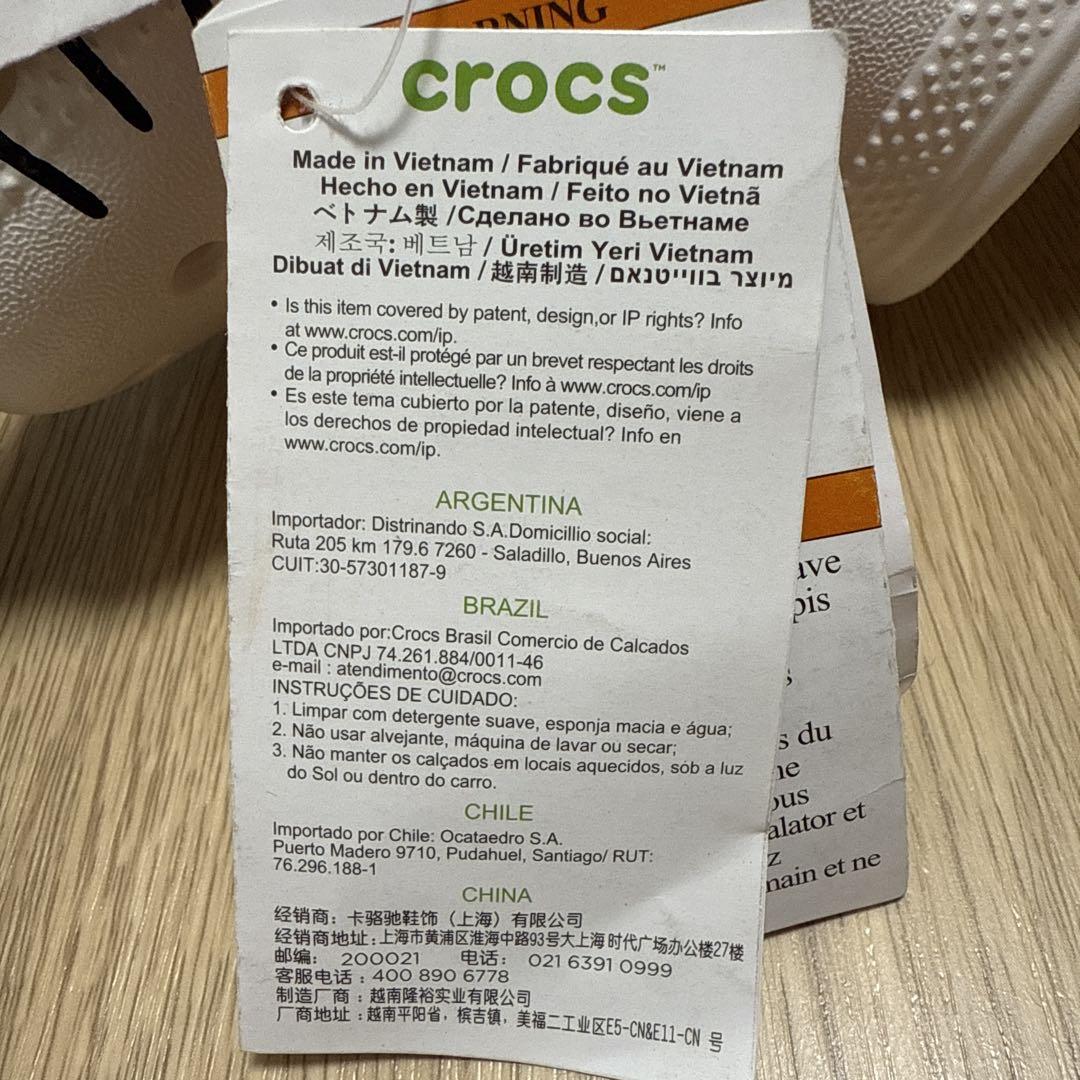 RNING
crocs™
Made in Vietnam / Fabriqué au Vietnam
Hecho en Vietnam / Feito no Vietnã
ベトナム製 /Сделано во Вьетнаме
제조국: 베트남 / Üretim Yeri Vietnam
Dibuat di Vietnam / 越南制造 / מיוצר בווייטנאם
• Is this item covered by patent, design,or IP rights? Info
at www.crocs.com/ip.
• Ce produit est-il protégé par un brevet respectant les droits
de la propriété intellectuelle? Info à www.crocs.com/ip
• Es este tema cubierto por la patente, diseño, viene a
los derechos de propiedad intelectual? Info en
www.crocs.com/ip.
ARGENTINA
Importador: Distrinando S.A.Domicillio social:
Ruta 205 km 179.6 7260 - Saladillo, Buenos Aires
CUIT:30-57301187-9
BRAZIL
Importado por:Crocs Brasil Comercio de Calcados
LTDA CNPJ 74.261.884/0011-46
e-mail : atendimento@crocs.com
INSTRUÇÕES DE CUIDADO:
1. Limpar com detergente suave, esponja macia e água;
2. Não usar alvejante, máquina de lavar ou secar;
3. Não manter os calçados em locais aquecidos, sób a luz
do Sol ou dentro do carro.
CHILE
Importado por Chile: Ocataedro S.A.
Puerto Madero 9710, Pudahuel, Santiago/ RUT:
76.296.188-1
CHINA
经销商：卡骆驰鞋饰（上海）有限公司
经销商地址：上海市黄浦区淮海中路93号大上海时代广场办公楼27楼
邮编： 200021 电话： 021 6391 0999
客服电话：400 890 6778
制造厂商：越南隆裕实业有限公司
厂商地址：越南平阳省，槟吉镇，美福二工业区E5-CN&E11-CN 号
ave
pis
s
s du
ne
ous
alator et
z
main et ne